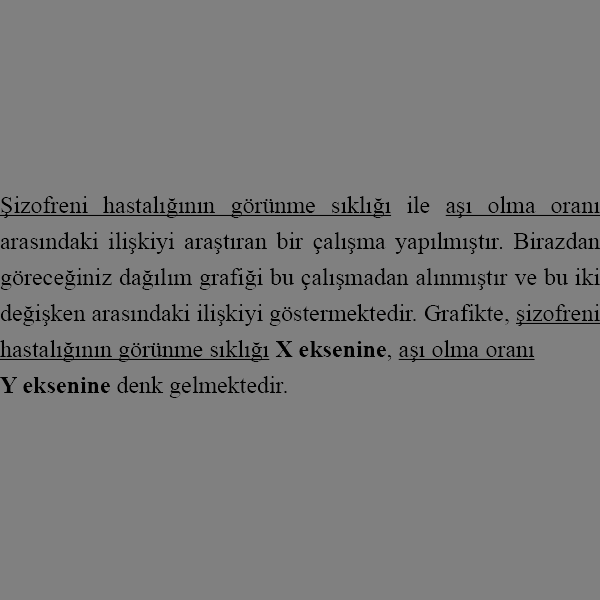 Şizofreni hastalığının görünme sıklığı ile aşı olma oranı
arasındaki ilişkiyi araştıran bir çalışma yapılmıştır. Birazdan
göreceğiniz dağılım grafiği bu çalışmadan alınmıştır ve bu iki
değişken arasındaki ilişkiyi göstermektedir. Grafikte, şizofreni
hastalığının görünme sıklığı X eksenine, aşı olma oranı
Y eksenine denk gelmektedir.